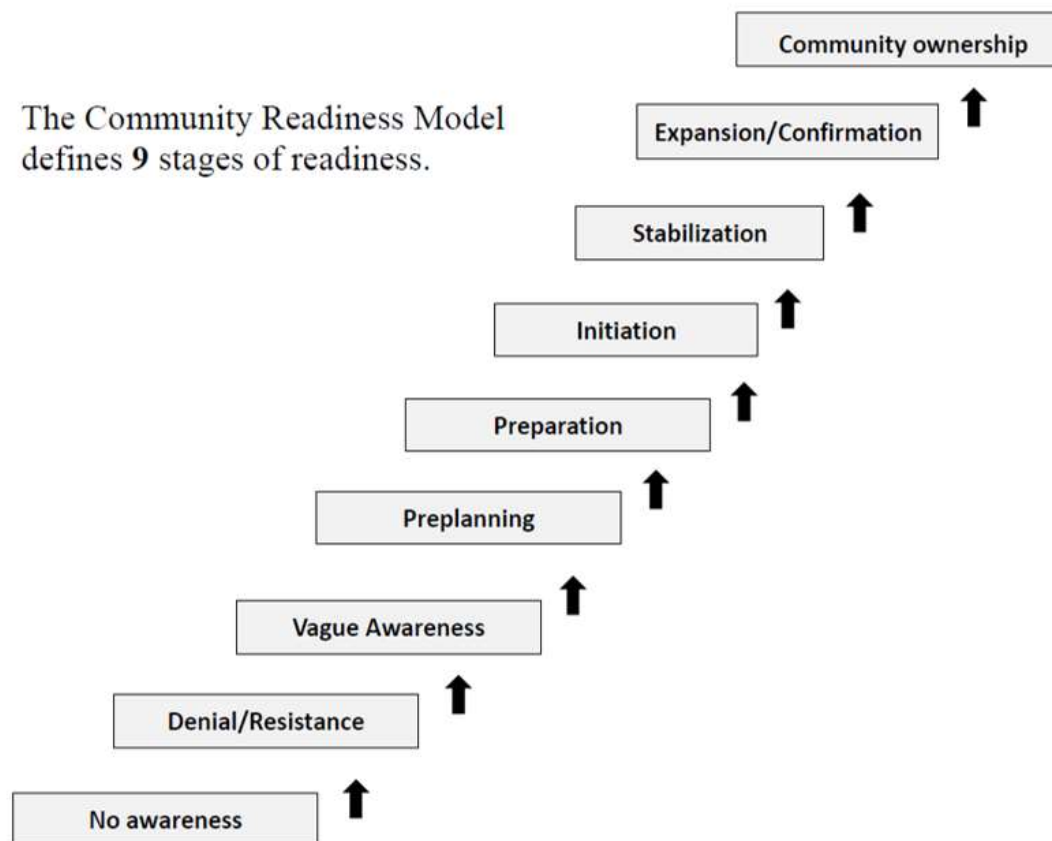 Community ownership
The Community Readiness Model
defines 9 stages of readiness.
Expansion/Confirmation
Stabilization
Initiation
Preparation
Preplanning
Vague Awareness
Denial/Resistance
No awareness